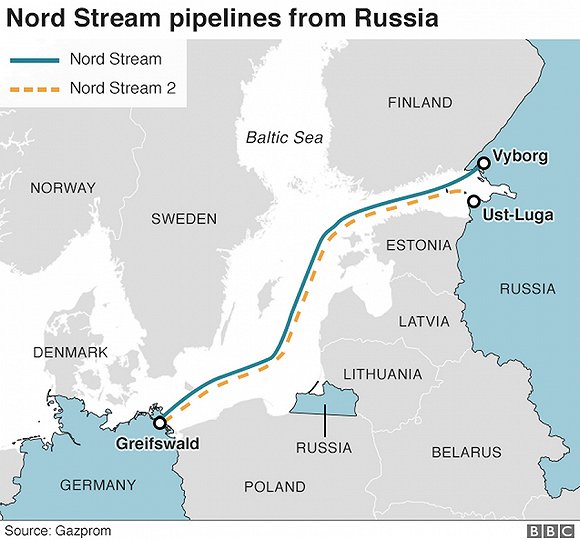 Nord Stream pipelines from Russia
Nord Stream
Nord Stream 2
FINLAND
Baltic Sea
Vyborg
NORWAY
SWEDEN
Ust-Luga
ESTONIA
RUSSIA
LATVIA
DENMARK
LITHUANIA
Greifswald
RUSSIA
BELARUS
GERMANY
POLAND
Source: Gazprom
BBC